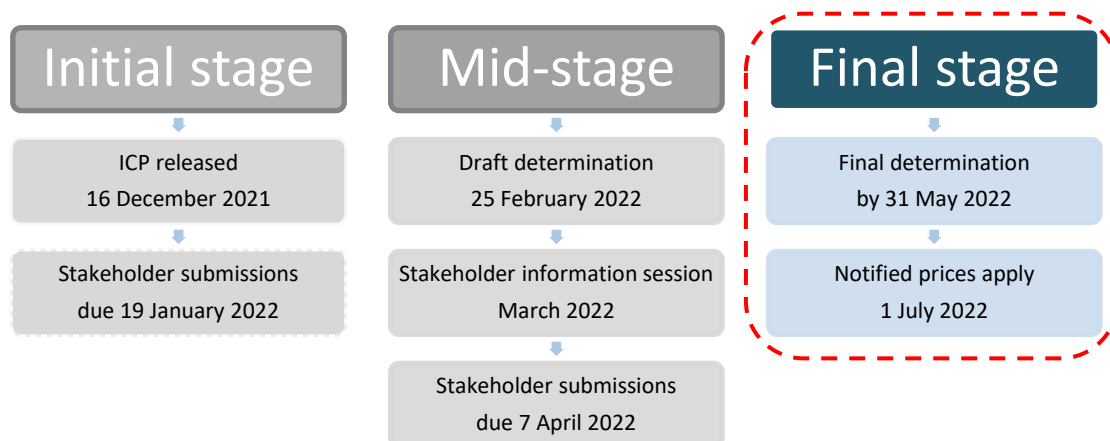 Initial stage
ICP released
16 December 2021
Stakeholder submissions
due 19 January 2022
Mid-stage
Draft determination
25 February 2022
Stakeholder information session
March 2022
Stakeholder submissions
due 7 April 2022
Final stage
Final determination
by 31 May 2022
Notified prices apply
1 July 2022